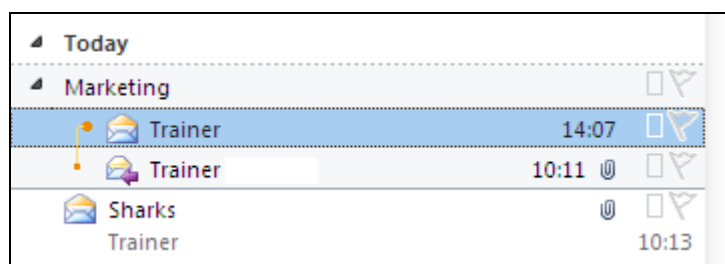 Today
Marketing
Trainer 14:07
Trainer 10:11
Sharks
Trainer 10:13